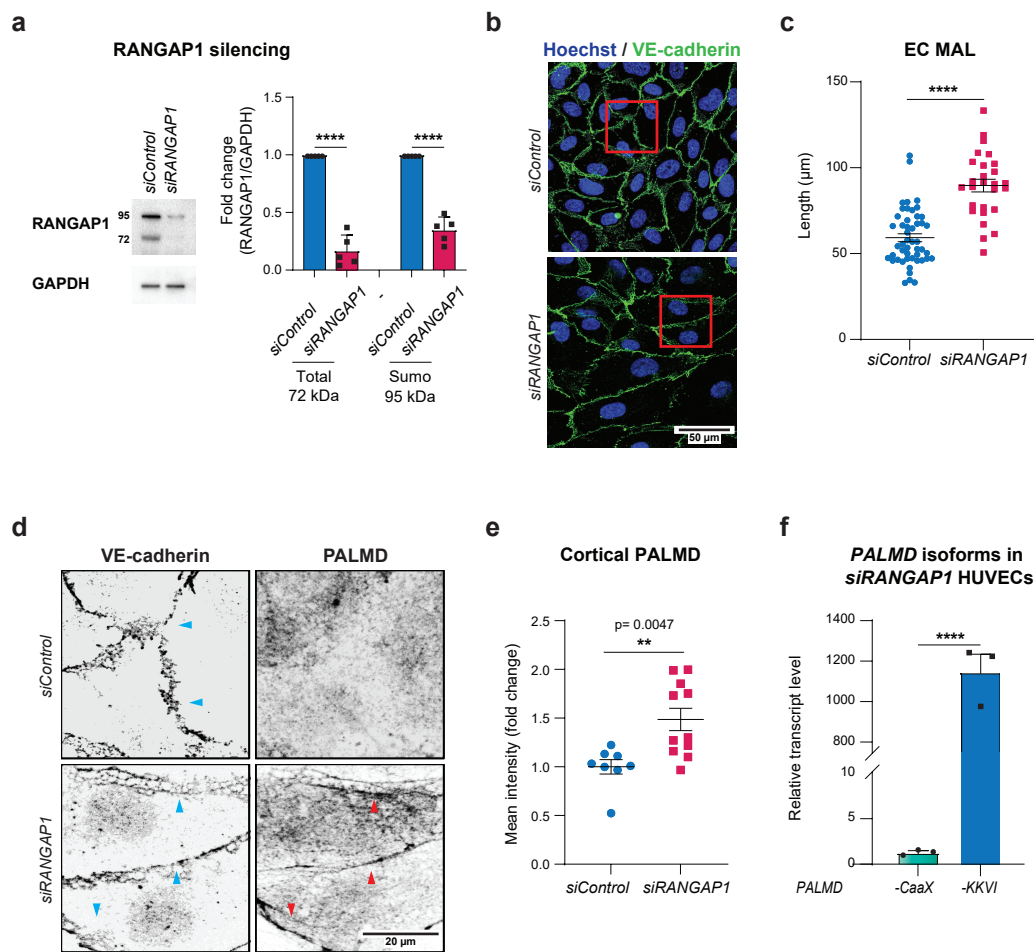 a
RANGAP1 silencing
siControl
siRANGAP1
RANGAP1
95
72
GAPDH
Fold change
(RANGAP1/GAPDH)
1.0
0.5
0.0
****
****
siControl
siRANGAP1
-
siControl
siRANGAP1
Total
72 kDa
Sumo
95 kDa
b
Hoechst / VE-cadherin
siControl
siRANGAP1
50 µm
c
EC MAL
****
Length (µm)
150
100
50
0
siControl
siRANGAP1
d
VE-cadherin
PALMD
siControl
siRANGAP1
20 µm
e
Cortical PALMD
p= 0.0047
**
Mean intensity (fold change)
2.5
2.0
1.5
1.0
0.5
0.0
siControl
siRANGAP1
f
PALMD isoforms in
siRANGAP1 HUVECs
****
Relative transcript level
1400
1200
1000
800
10
5
0
PALMD
-CaaX
-KKVI